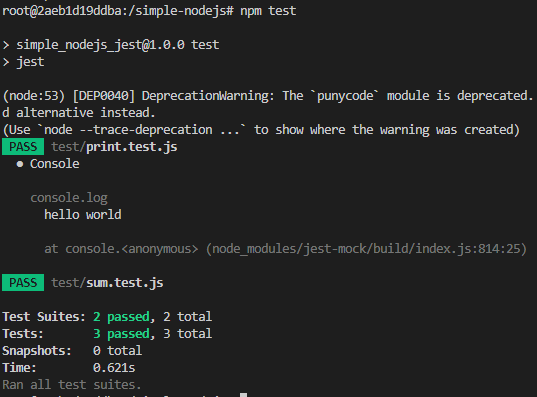 root@2aeb1d19ddba:/simple-nodejs# npm test
> simple_nodejs_jest@1.0.0 test
> jest
(node:53) [DEP0040] DeprecationWarning: The `punycode` module is deprecated.
d alternative instead.
(Use `node --trace-deprecation ...` to show where the warning was created)
PASS test/print.test.js
● Console
console.log
hello world
at console.<anonymous> (node_modules/jest-mock/build/index.js:814:25)
PASS test/sum.test.js
Test Suites: 2 passed, 2 total
Tests: 3 passed, 3 total
Snapshots: 0 total
Time: 0.621s
Ran all test suites.